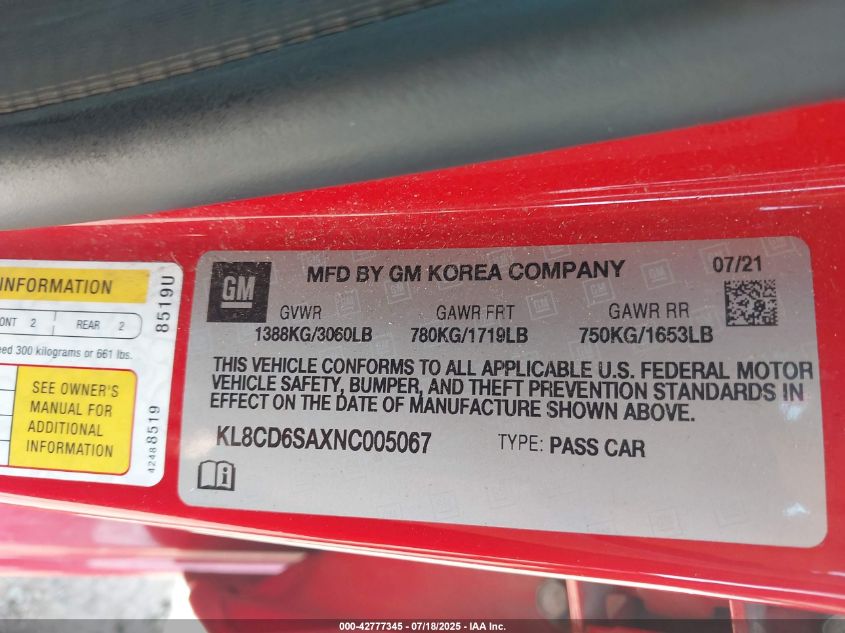 INFORMATION
ONT 2 REAR 2
eed 300 kilograms or 661 lbs.
SEE OWNER'S
MANUAL FOR
ADDITIONAL
INFORMATION
8519U
42488519
GM
MFD BY GM KOREA COMPANY
07/21
GVWR GAWR FRT GAWR RR
1388KG/3060LB 780KG/1719LB 750KG/1653LB
THIS VEHICLE CONFORMS TO ALL APPLICABLE U.S. FEDERAL MOTOR
VEHICLE SAFETY, BUMPER, AND THEFT PREVENTION STANDARDS IN
EFFECT ON THE DATE OF MANUFACTURE SHOWN ABOVE.
KL8CD6SAXNC005067 TYPE: PASS CAR
000-42777345 - 07/18/2025 - IAA Inc.